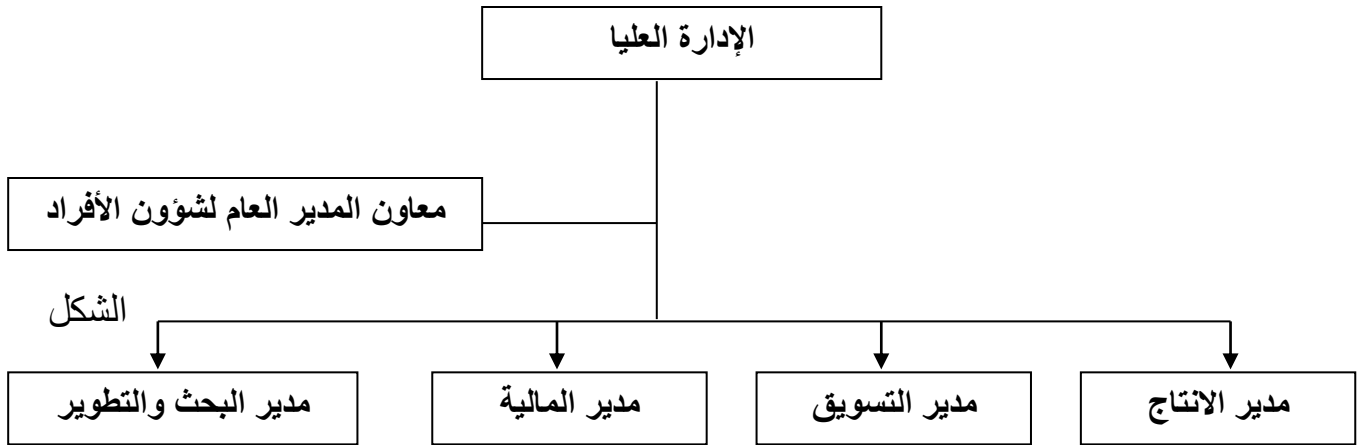 الإدارة العليا
معاون المدير العام لشؤون الأفراد
الشكل
مدير الانتاج
مدير التسويق
مدير المالية
مدير البحث والتطوير